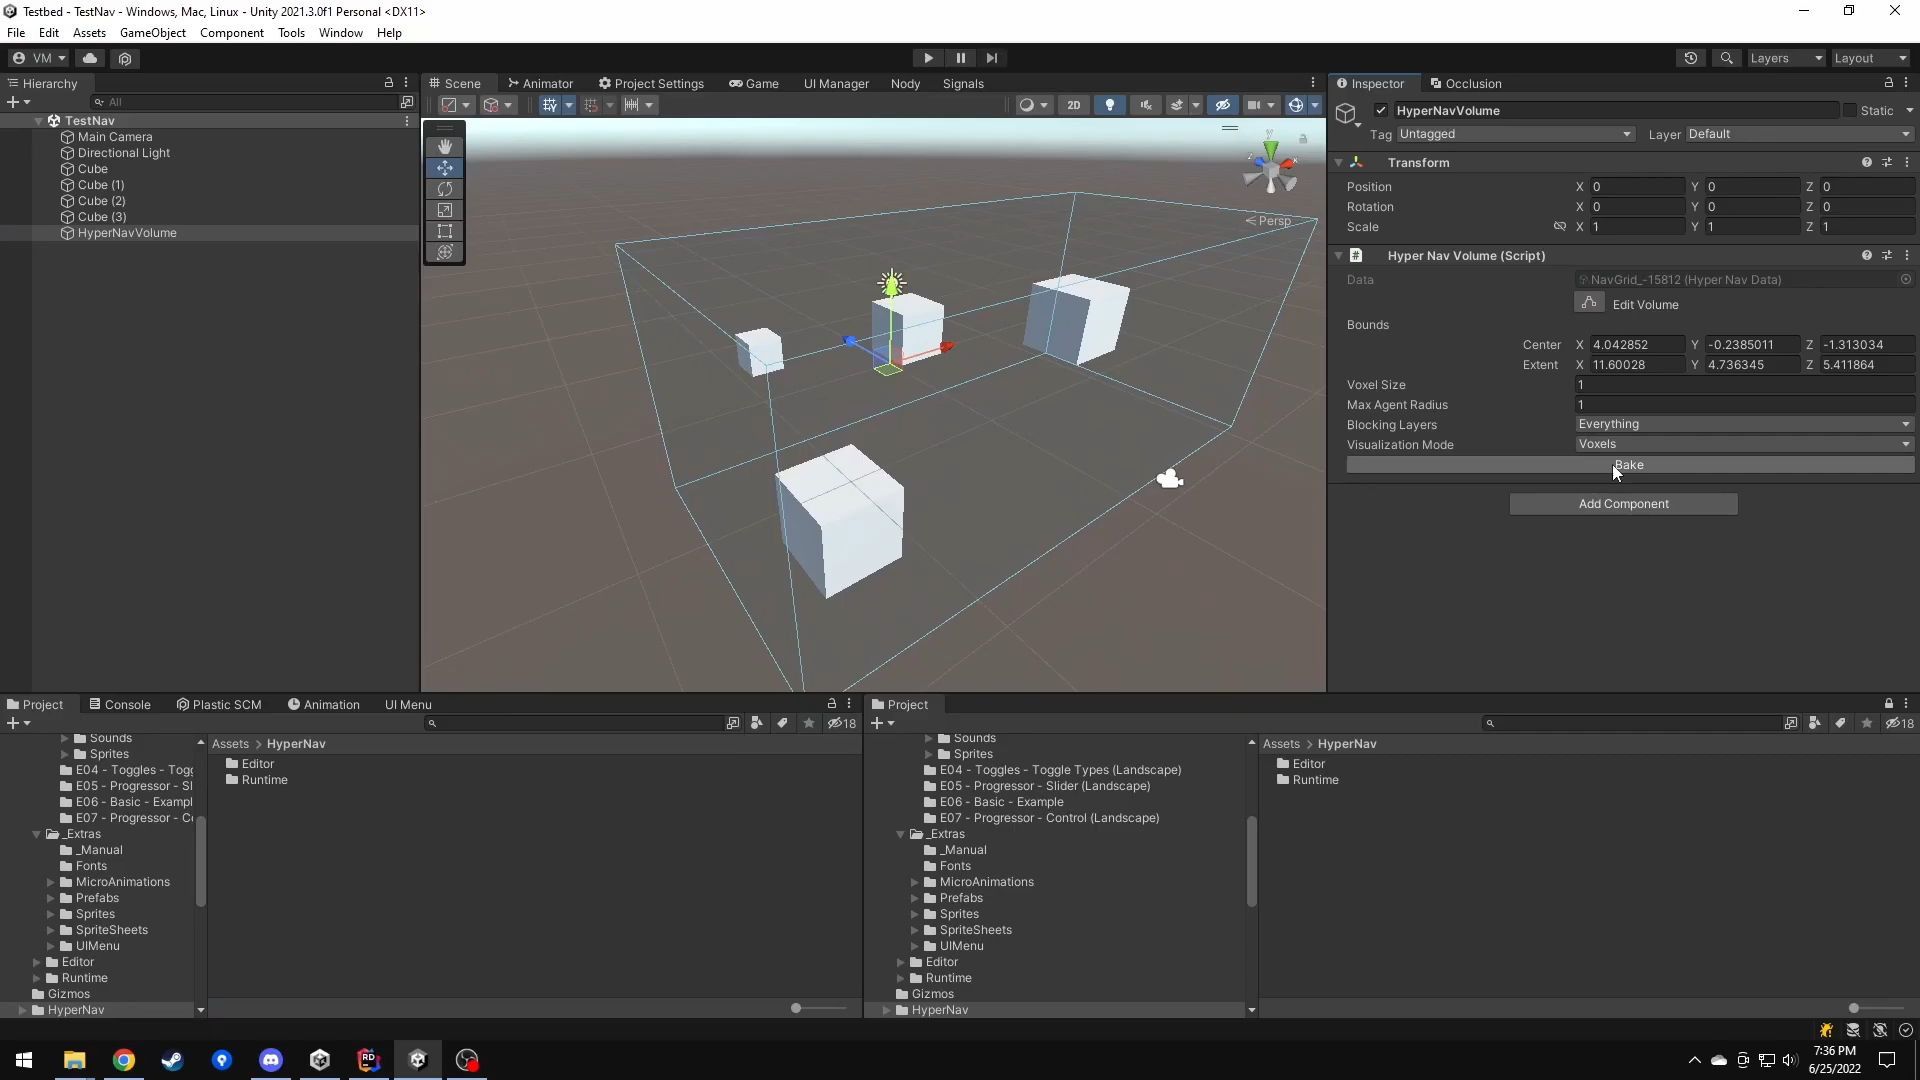 Testbed - TestNav - Windows, Mac, Linux - Unity 2021.3.0f1 Personal <DX11>
File Edit Assets GameObject Component Tools Window Help
VM Layers Layout
Hierarchy
All
TestNav
Main Camera
Directional Light
Cube
Cube (1)
Cube (2)
Cube (3)
HyperNavVolume
Scene Animator Project Settings Game UI Manager Nody Signals
2D
y
x
z
< Persp
Inspector Occlusion
HyperNavVolume Static
Tag Untagged Layer Default
Transform
Position X 0 Y 0 Z 0
Rotation X 0 Y 0 Z 0
Scale X 1 Y 1 Z 1
Hyper Nav Volume (Script)
Data NavGrid_-15812 (Hyper Nav Data)
Edit Volume
Bounds
Center X 4.042852 Y -0.2385011 Z -1.313034
Extent X 11.60028 Y 4.736345 Z 5.411864
Voxel Size 1
Max Agent Radius 1
Blocking Layers Everything
Visualization Mode Voxels
Bake
Add Component
Project Console Plastic SCM Animation UI Menu
18
Sounds
Sprites
E04 - Toggles - Togg
E05 - Progressor - Sl
E06 - Basic - Exampl
E07 - Progressor - Co
_Extras
_Manual
Fonts
MicroAnimations
Prefabs
Sprites
SpriteSheets
UIMenu
Editor
Runtime
Gizmos
HyperNav
Assets > HyperNav
Editor
Runtime
Project
18
Sounds
Sprites
E04 - Toggles - Toggle Types (Landscape)
E05 - Progressor - Slider (Landscape)
E06 - Basic - Example
E07 - Progressor - Control (Landscape)
_Extras
_Manual
Fonts
MicroAnimations
Prefabs
Sprites
SpriteSheets
UIMenu
Editor
Runtime
Gizmos
HyperNav
Assets > HyperNav
Editor
Runtime
RD
7:36 PM
6/25/2022